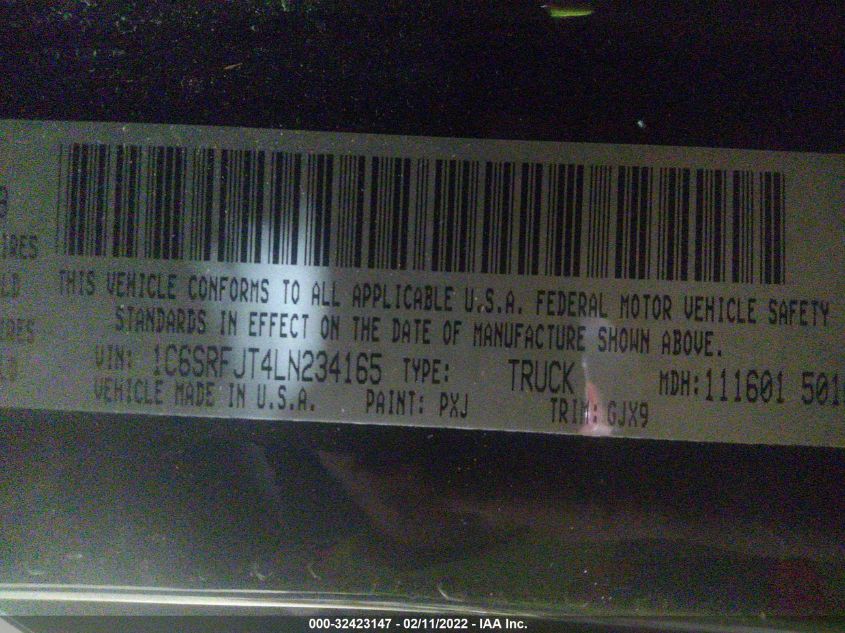 THIS VEHICLE CONFORMS TO ALL APPLICABLE U.S.A. FEDERAL MOTOR VEHICLE SAFETY
STANDARDS IN EFFECT ON THE DATE OF MANUFACTURE SHOWN ABOVE.
VIN: 1C6SRFJT4LN234165 TYPE: TRUCK MDH: 111601 501
VEHICLE MADE IN U.S.A. PAINT: PXJ TRIM: GJX9
000-32423147 - 02/11/2022 - IAA Inc.